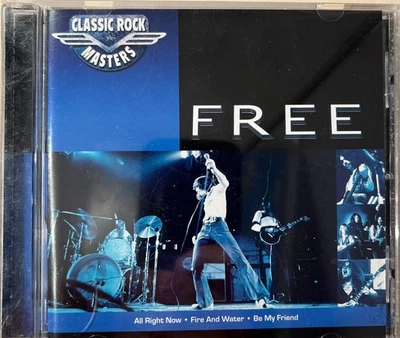 CLASSIC ROCK
MASTERS
FREE
All Right Now • Fire And Water • Be My Friend